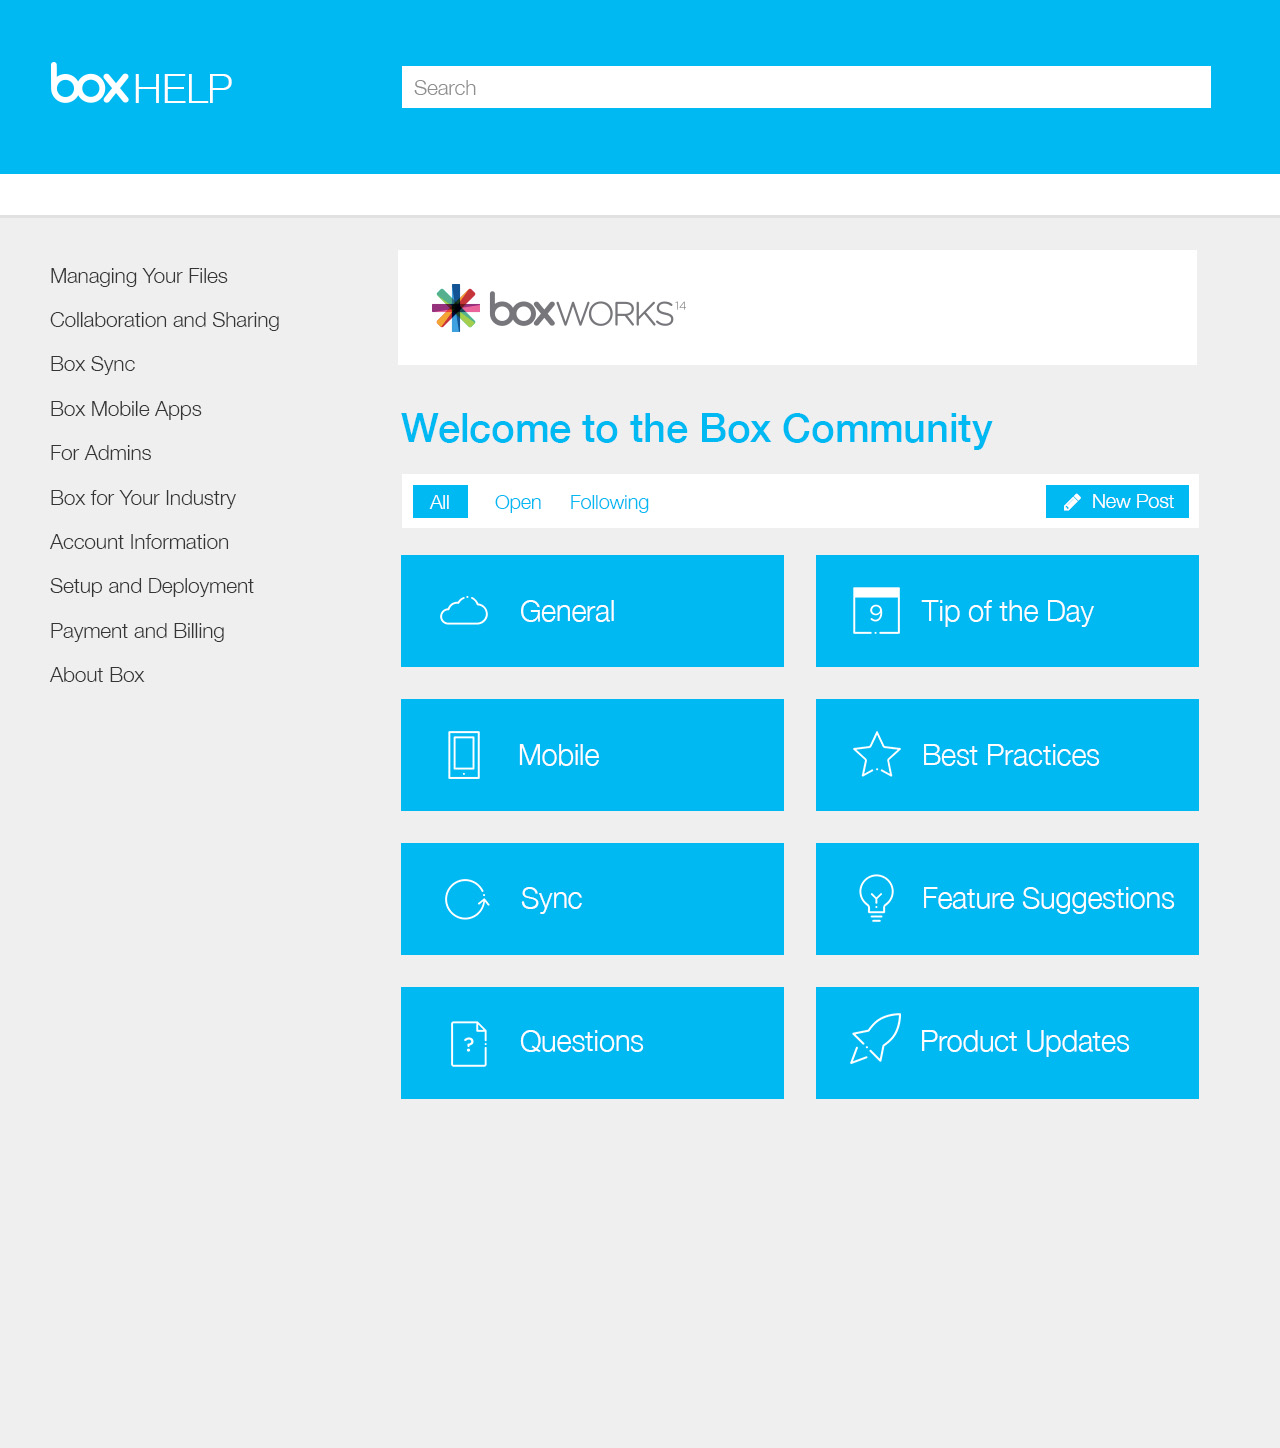 box HELP
Search
Managing Your Files
Collaboration and Sharing
Box Sync
Box Mobile Apps
For Admins
Box for Your Industry
Account Information
Setup and Deployment
Payment and Billing
About Box
boxWORKS14
Welcome to the Box Community
All Open Following New Post
General
9 Tip of the Day
Mobile
Best Practices
Sync
Feature Suggestions
? Questions
Product Updates